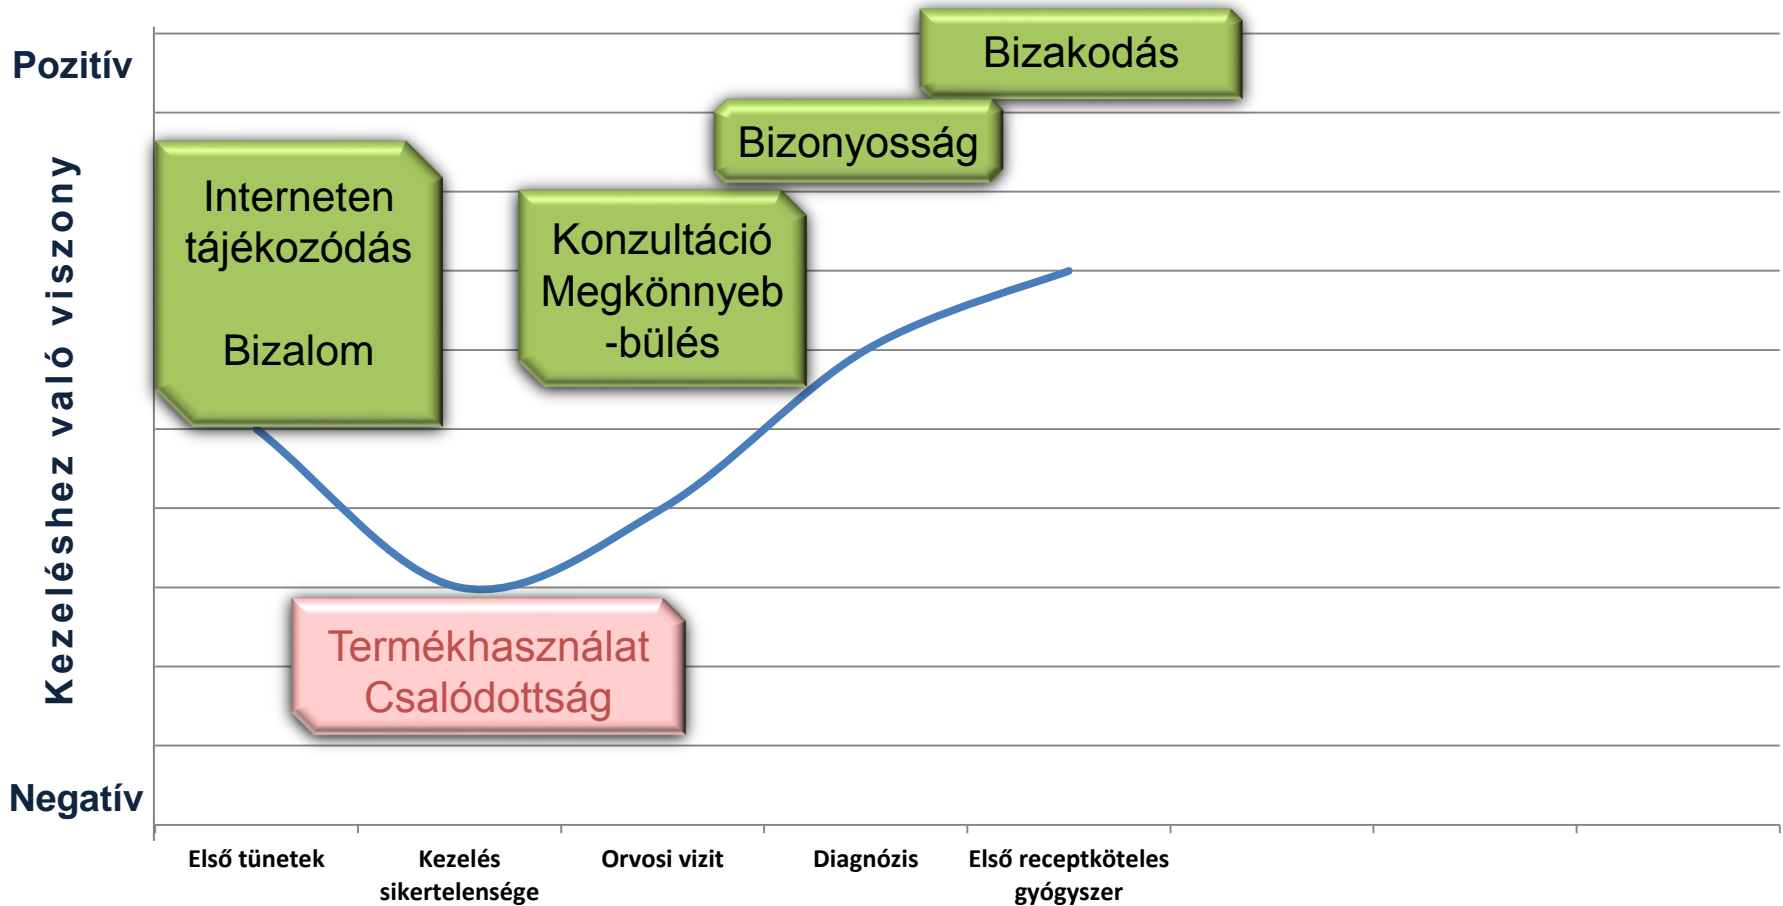 Pozitív
Kezeléshez való viszony
Negatív
Interneten
tájékozódás
Bizalom
Termékhasználat
Csalódottság
Konzultáció
Megkönnyeb
-bülés
Bizonyosság
Bizakodás
Első tünetek
Kezelés
sikertelensége
Orvosi vizit
Diagnózis
Első receptköteles
gyógyszer